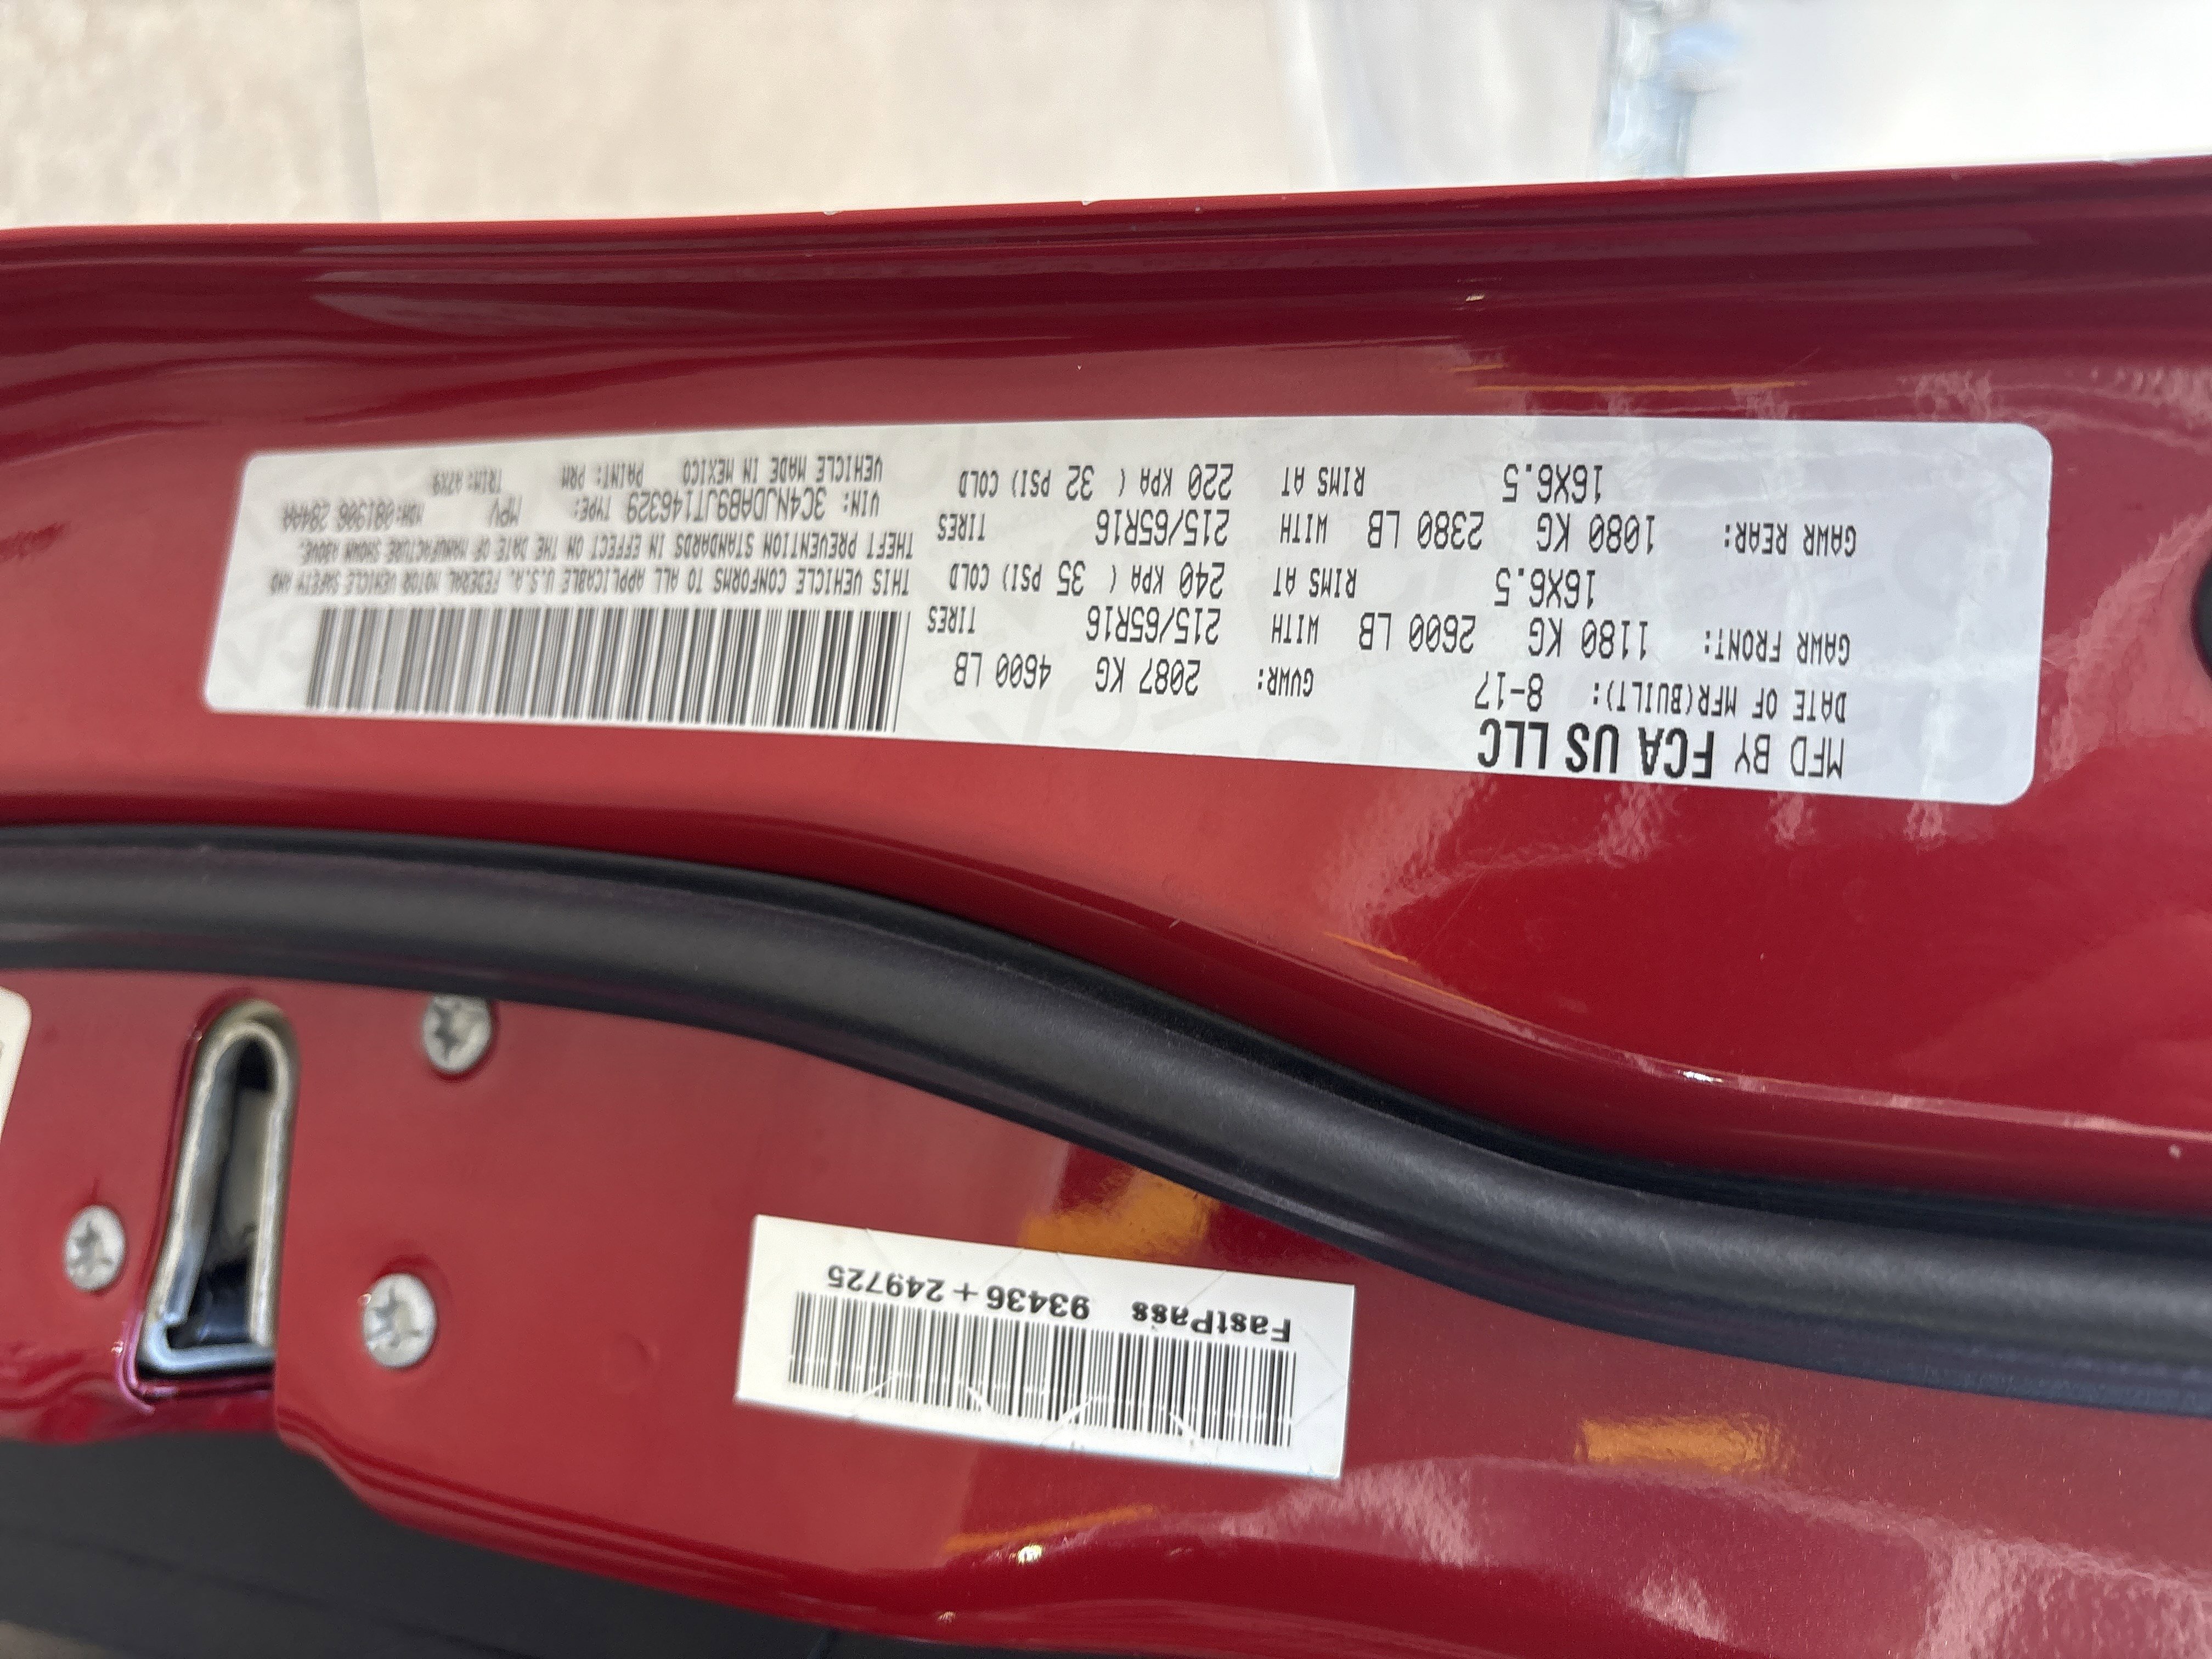 MFD BY FCA US LLC
DATE OF MFR(BUILT): 8-17 GVWR: 2087 KG 4600 LB
GAWR FRONT: 1180 KG 2600 LB WITH 215/65R16 TIRES
16X6.5 RIMS AT 240 KPA ( 35 PSI) COLD
GAWR REAR: 1080 KG 2380 LB WITH 215/65R16 TIRES
16X6.5 RIMS AT 220 KPA ( 32 PSI) COLD
THIS VEHICLE CONFORMS TO ALL APPLICABLE U.S.A. FEDERAL MOTOR VEHICLE SAFETY AND
THEFT PREVENTION STANDARDS IN EFFECT ON THE DATE OF MANUFACTURE SHOWN ABOVE.
VIN: 3C4NJDAB9JT146329 TYPE: MPV
VEHICLE MADE IN MEXICO PAINT: PRM TRIM: A7X9
FastPass 93436 + 249725